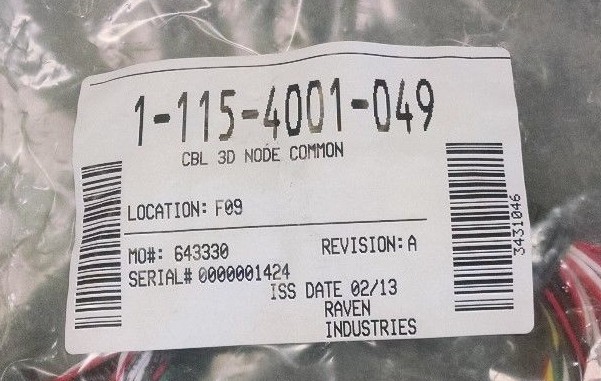 1-115-4001-049
CBL 3D NODE COMMON
LOCATION: F09
MO#: 643330 REVISION: A
SERIAL# 0000001424
ISS DATE 02/13
RAVEN
INDUSTRIES
3431046